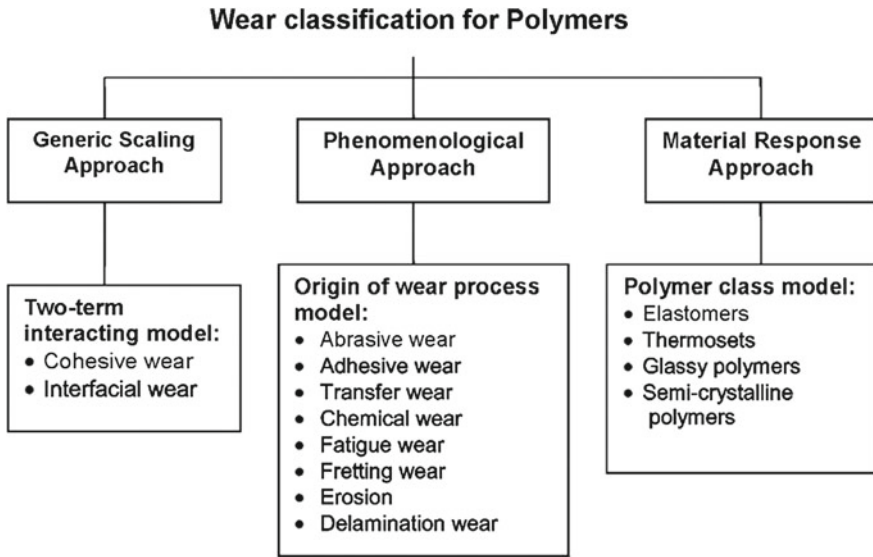 Wear classification for Polymers
Generic Scaling
Approach
Phenomenological
Approach
Material Response
Approach
Two-term
interacting model:
• Cohesive wear
• Interfacial wear
Origin of wear process
model:
• Abrasive wear
• Adhesive wear
• Transfer wear
• Chemical wear
• Fatigue wear
• Fretting wear
• Erosion
• Delamination wear
Polymer class model:
• Elastomers
• Thermosets
• Glassy polymers
• Semi-crystalline
polymers